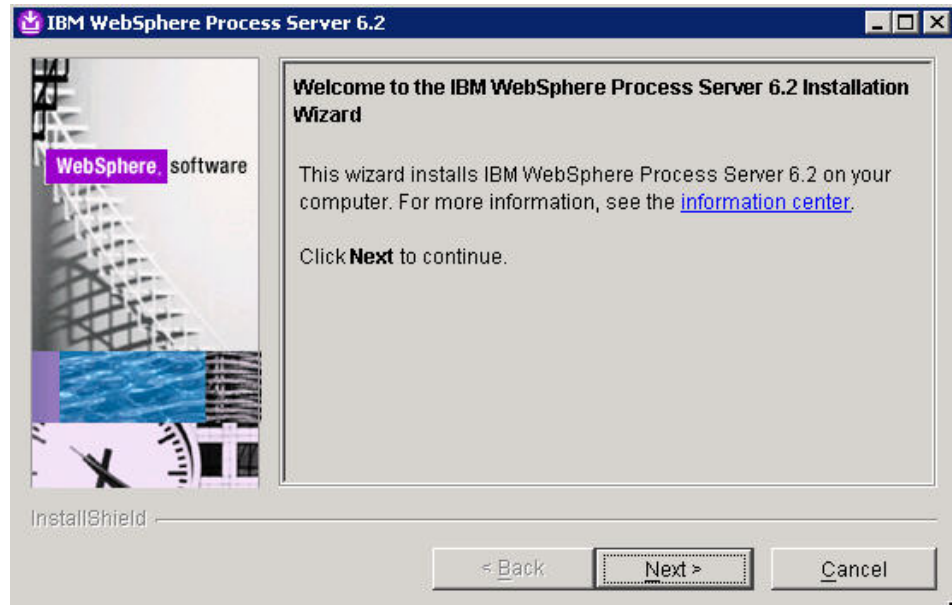 IBM WebSphere Process Server 6.2
WebSphere. software
Welcome to the IBM WebSphere Process Server 6.2 Installation
Wizard
This wizard installs IBM WebSphere Process Server 6.2 on your
computer. For more information, see the information center.
Click Next to continue.
InstallShield
< Back
Next >
Cancel